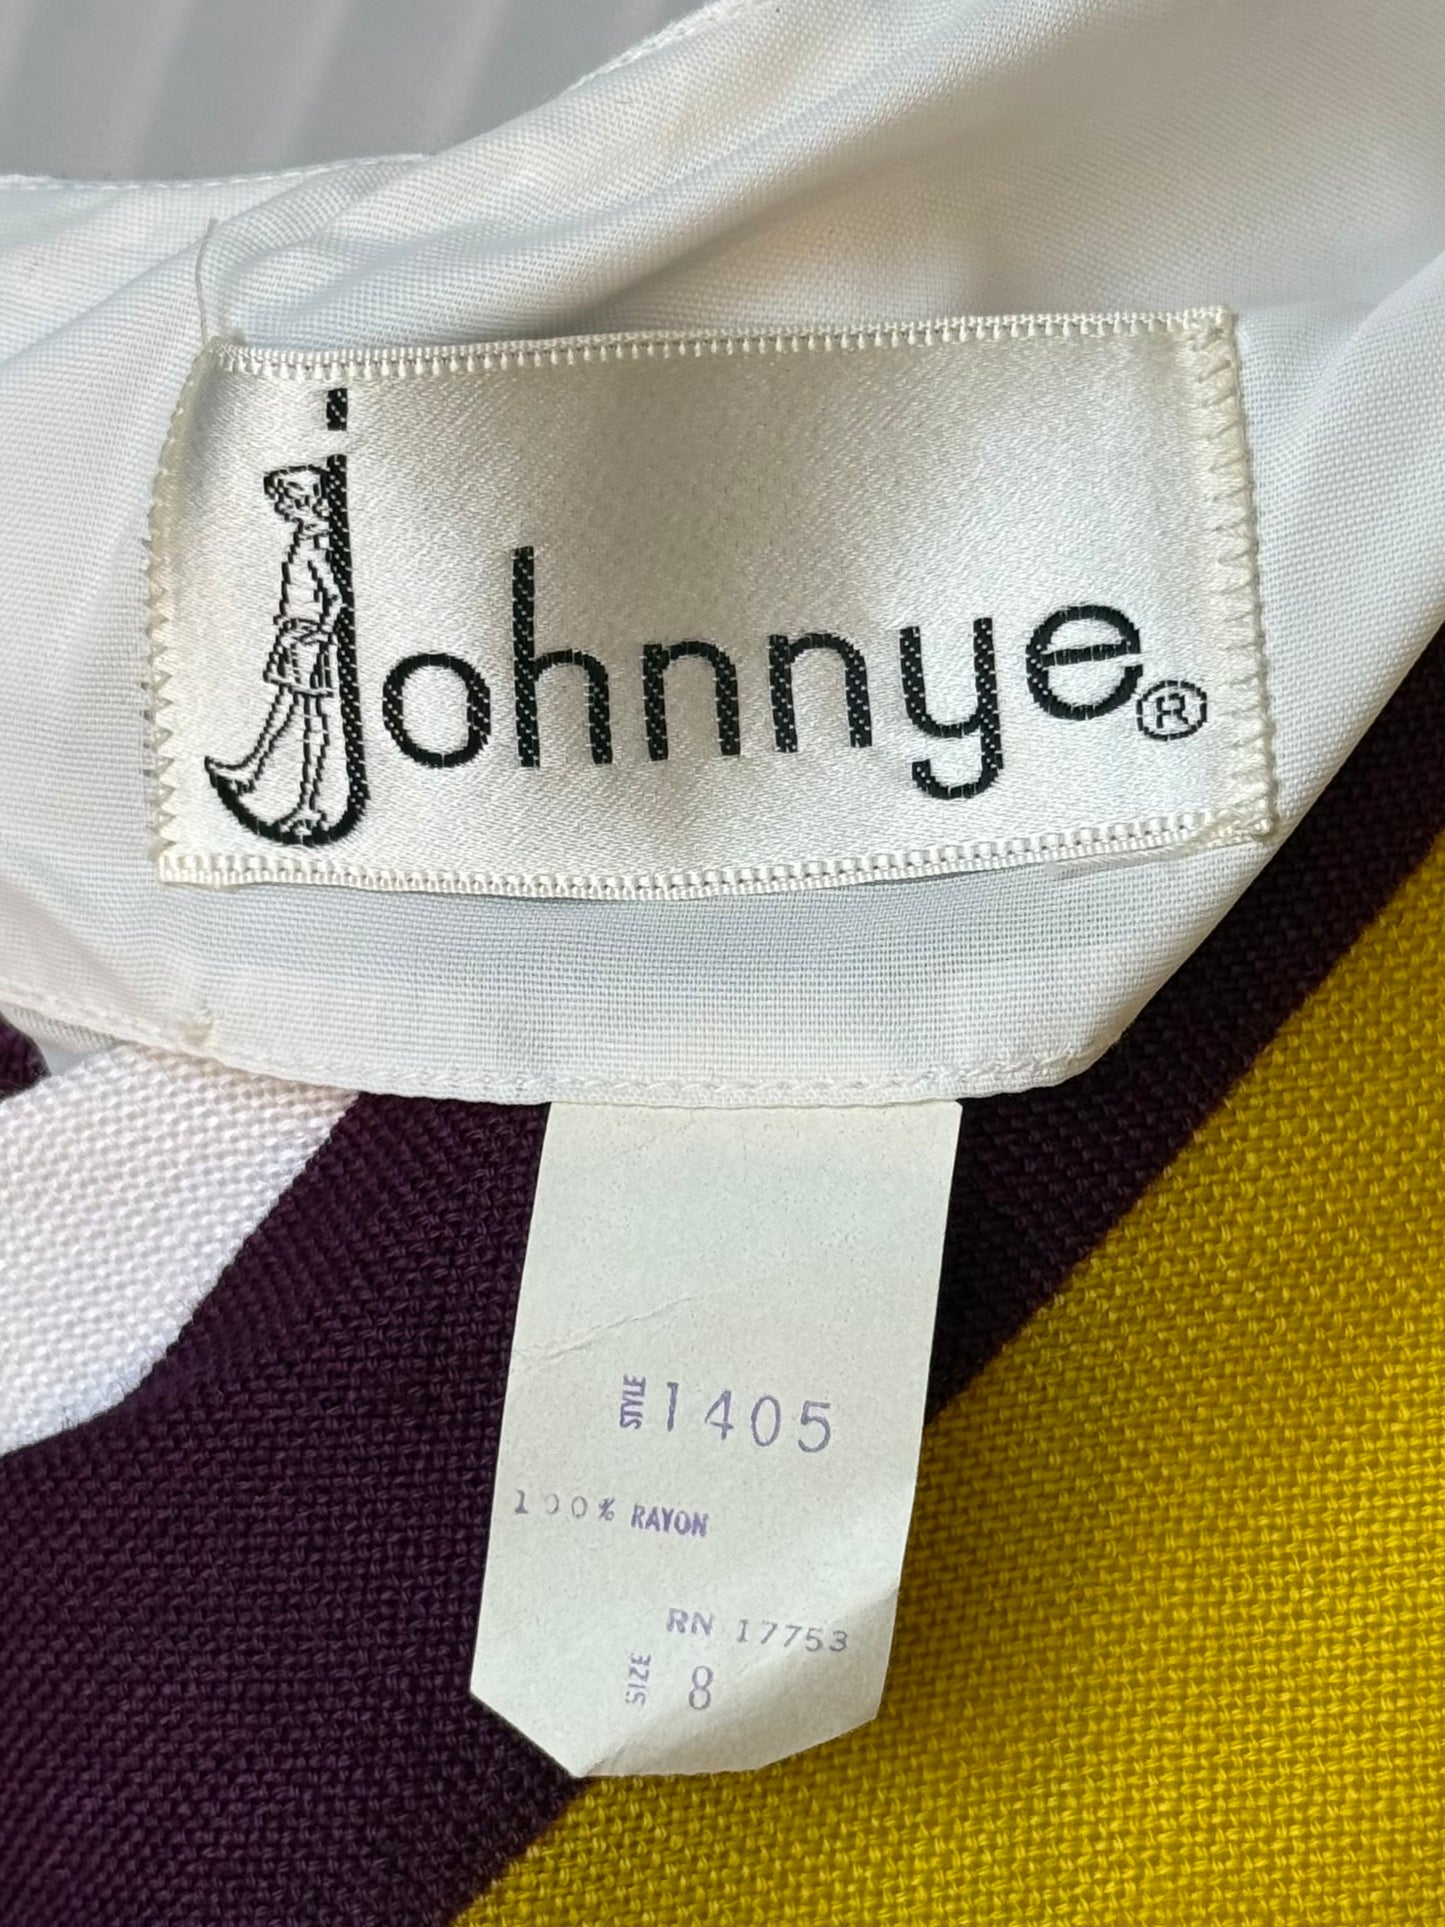 johnnye®
STYLE 1405
100% RAYON
RN 17753
SIZE 8